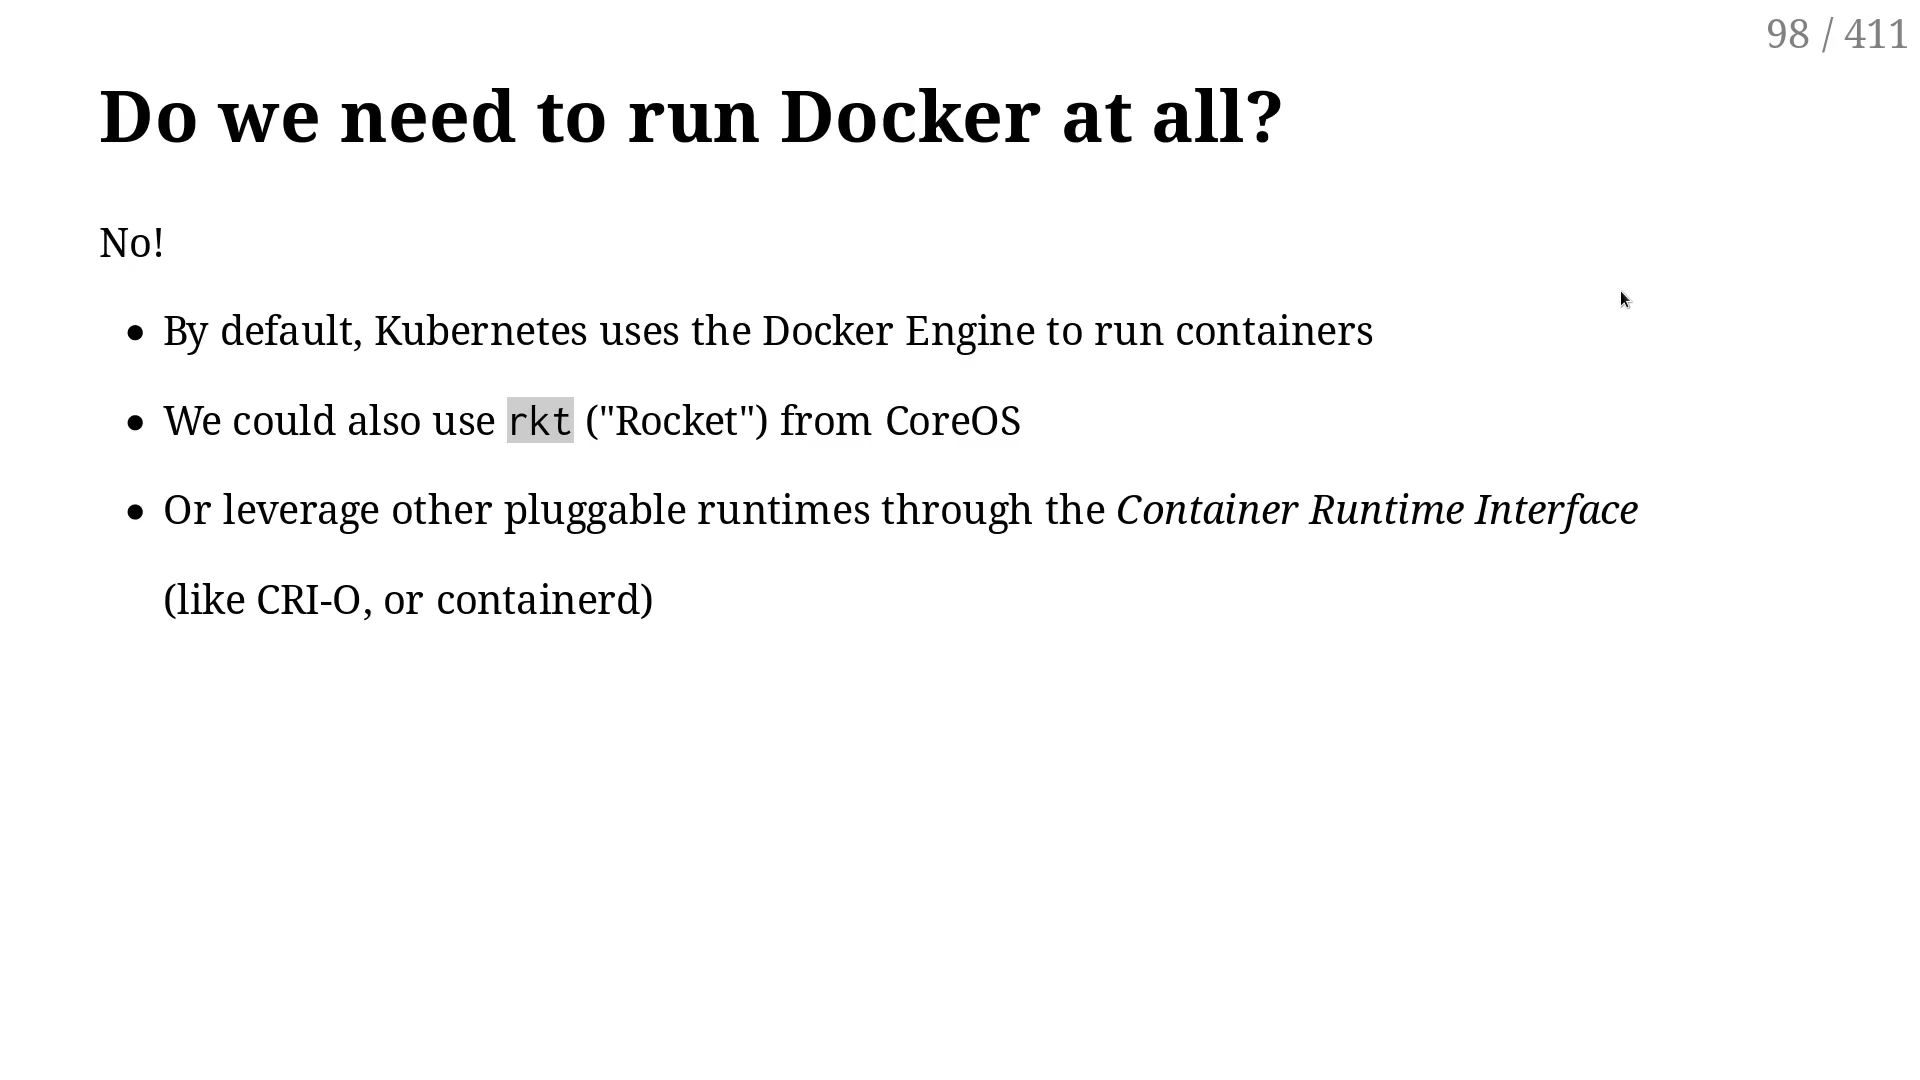 98 / 411
Do we need to run Docker at all?
No!
• By default, Kubernetes uses the Docker Engine to run containers
• We could also use rkt ("Rocket") from CoreOS
• Or leverage other pluggable runtimes through the Container Runtime Interface
(like CRI-O, or containerd)